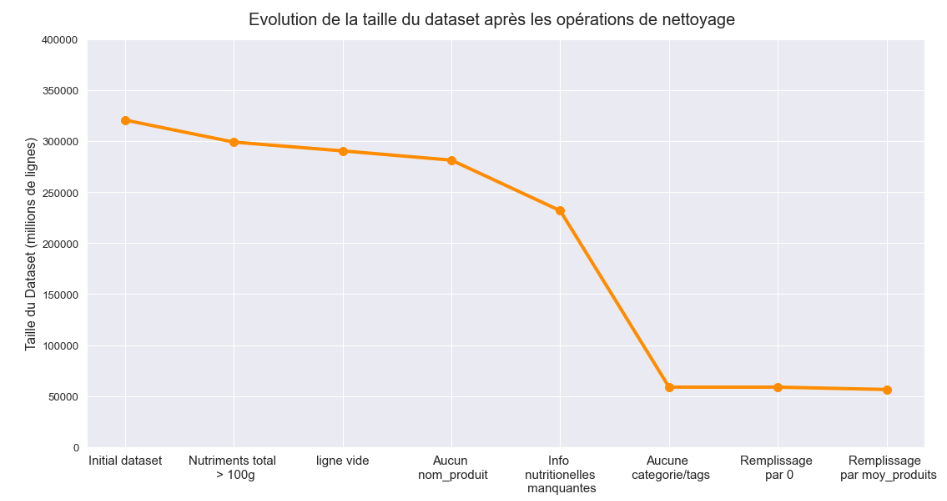 Evolution de la taille du dataset après les opérations de nettoyage
Taille du Dataset (millions de lignes)
400000
350000
300000
250000
200000
150000
100000
50000
0
Initial dataset
Nutriments total
> 100g
ligne vide
Aucun
nom_produit
Info
nutritionelles
manquantes
Aucune
categorie/tags
Remplissage
par 0
Remplissage
par moy_produits